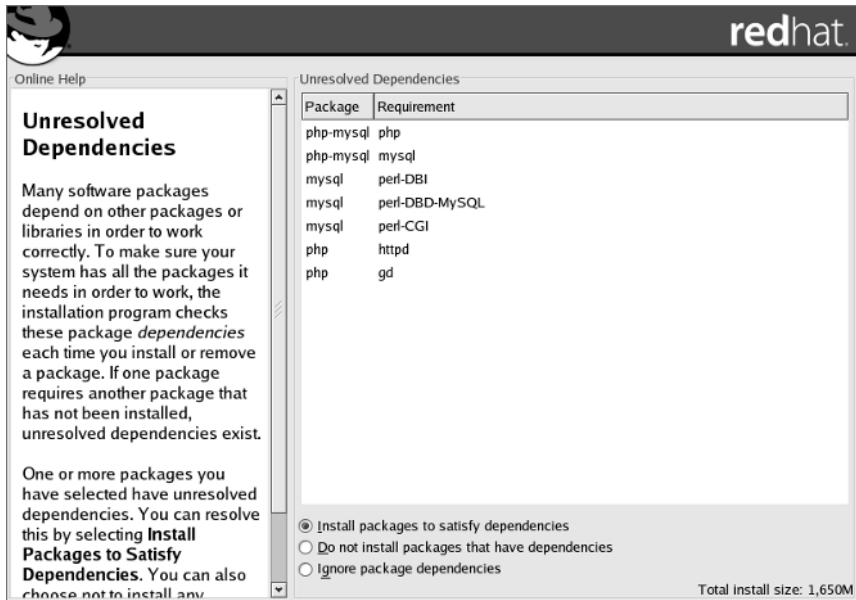 redhat.
Online Help
Unresolved
Dependencies
Many software packages
depend on other packages or
libraries in order to work
correctly. To make sure your
system has all the packages it
needs in order to work, the
installation program checks
these package dependencies
each time you install or remove
a package. If one package
requires another package that
has not been installed,
unresolved dependencies exist.
One or more packages you
have selected have unresolved
dependencies. You can resolve
this by selecting Install
Packages to Satisfy
Dependencies. You can also
choose not to install any
Unresolved Dependencies
Package Requirement
php-mysql php
php-mysql mysql
mysql perl-DBI
mysql perl-DBD-MySQL
mysql perl-CGI
php httpd
php gd
Install packages to satisfy dependencies
Do not install packages that have dependencies
Ignore package dependencies
Total install size: 1,650M